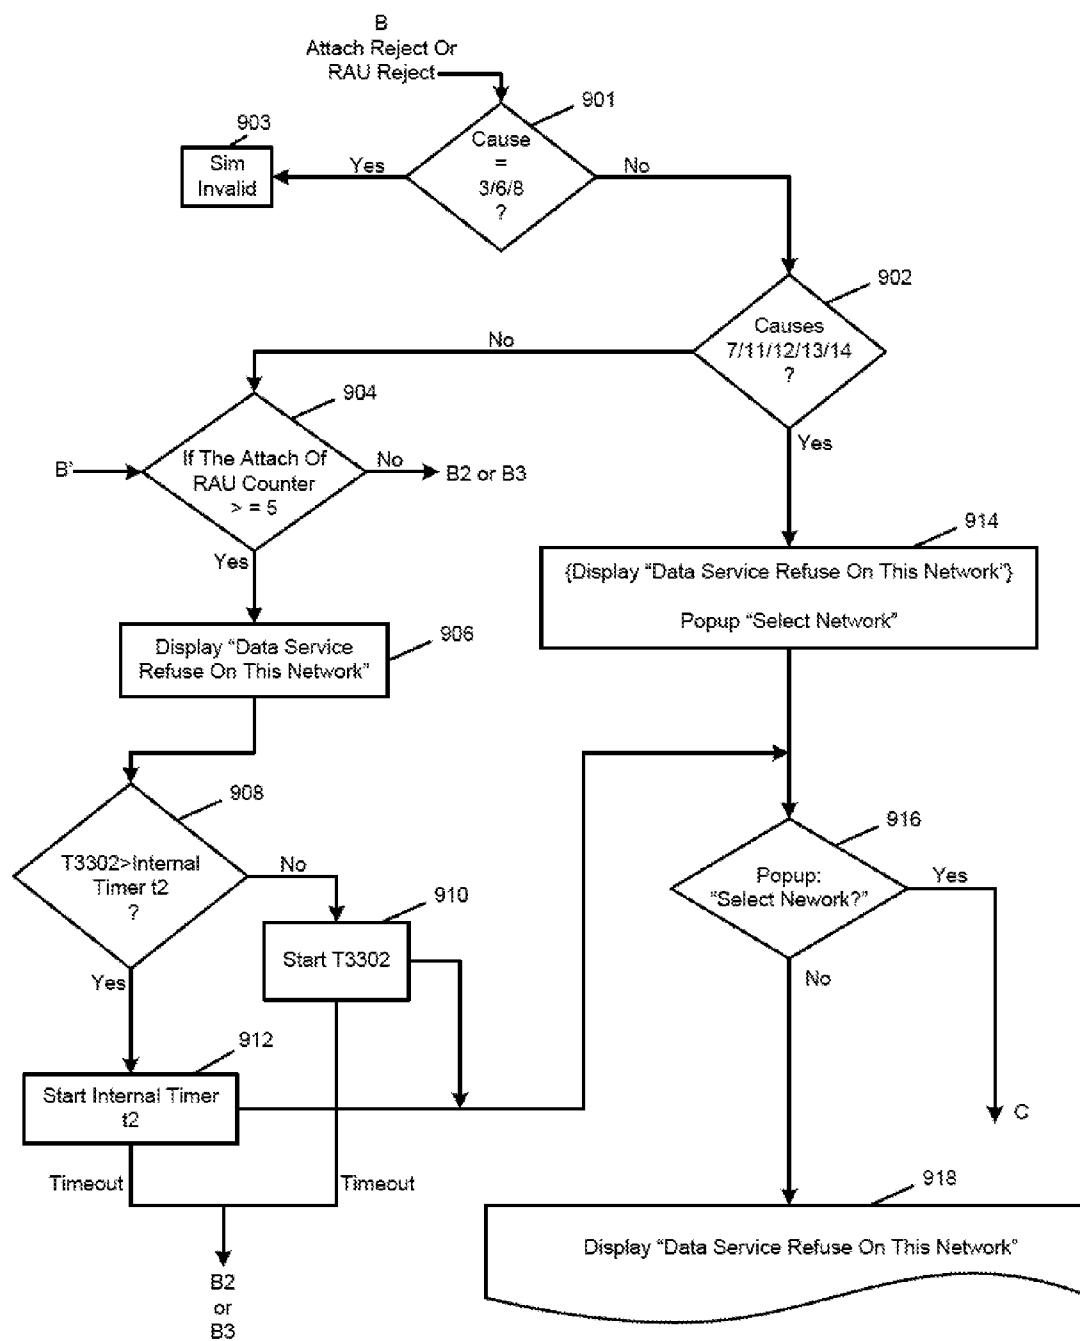 B
Attach Reject Or
RAU Reject
901
Cause
=
3/6/8
?
Yes
No
903
Sim
Invalid
902
Causes
7/11/12/13/14
?
No
Yes
904
If The Attach Of
RAU Counter
> = 5
B'
No
B2 or B3
Yes
914
{Display “Data Service Refuse On This Network”}
Popup “Select Network”
906
Display “Data Service
Refuse On This Network”
908
T3302>Internal
Timer t2
?
No
Yes
910
Start T3302
916
Popup:
“Select Nework?”
Yes
No
C
912
Start Internal Timer
t2
Timeout
Timeout
B2
or
B3
918
Display “Data Service Refuse On This Network”